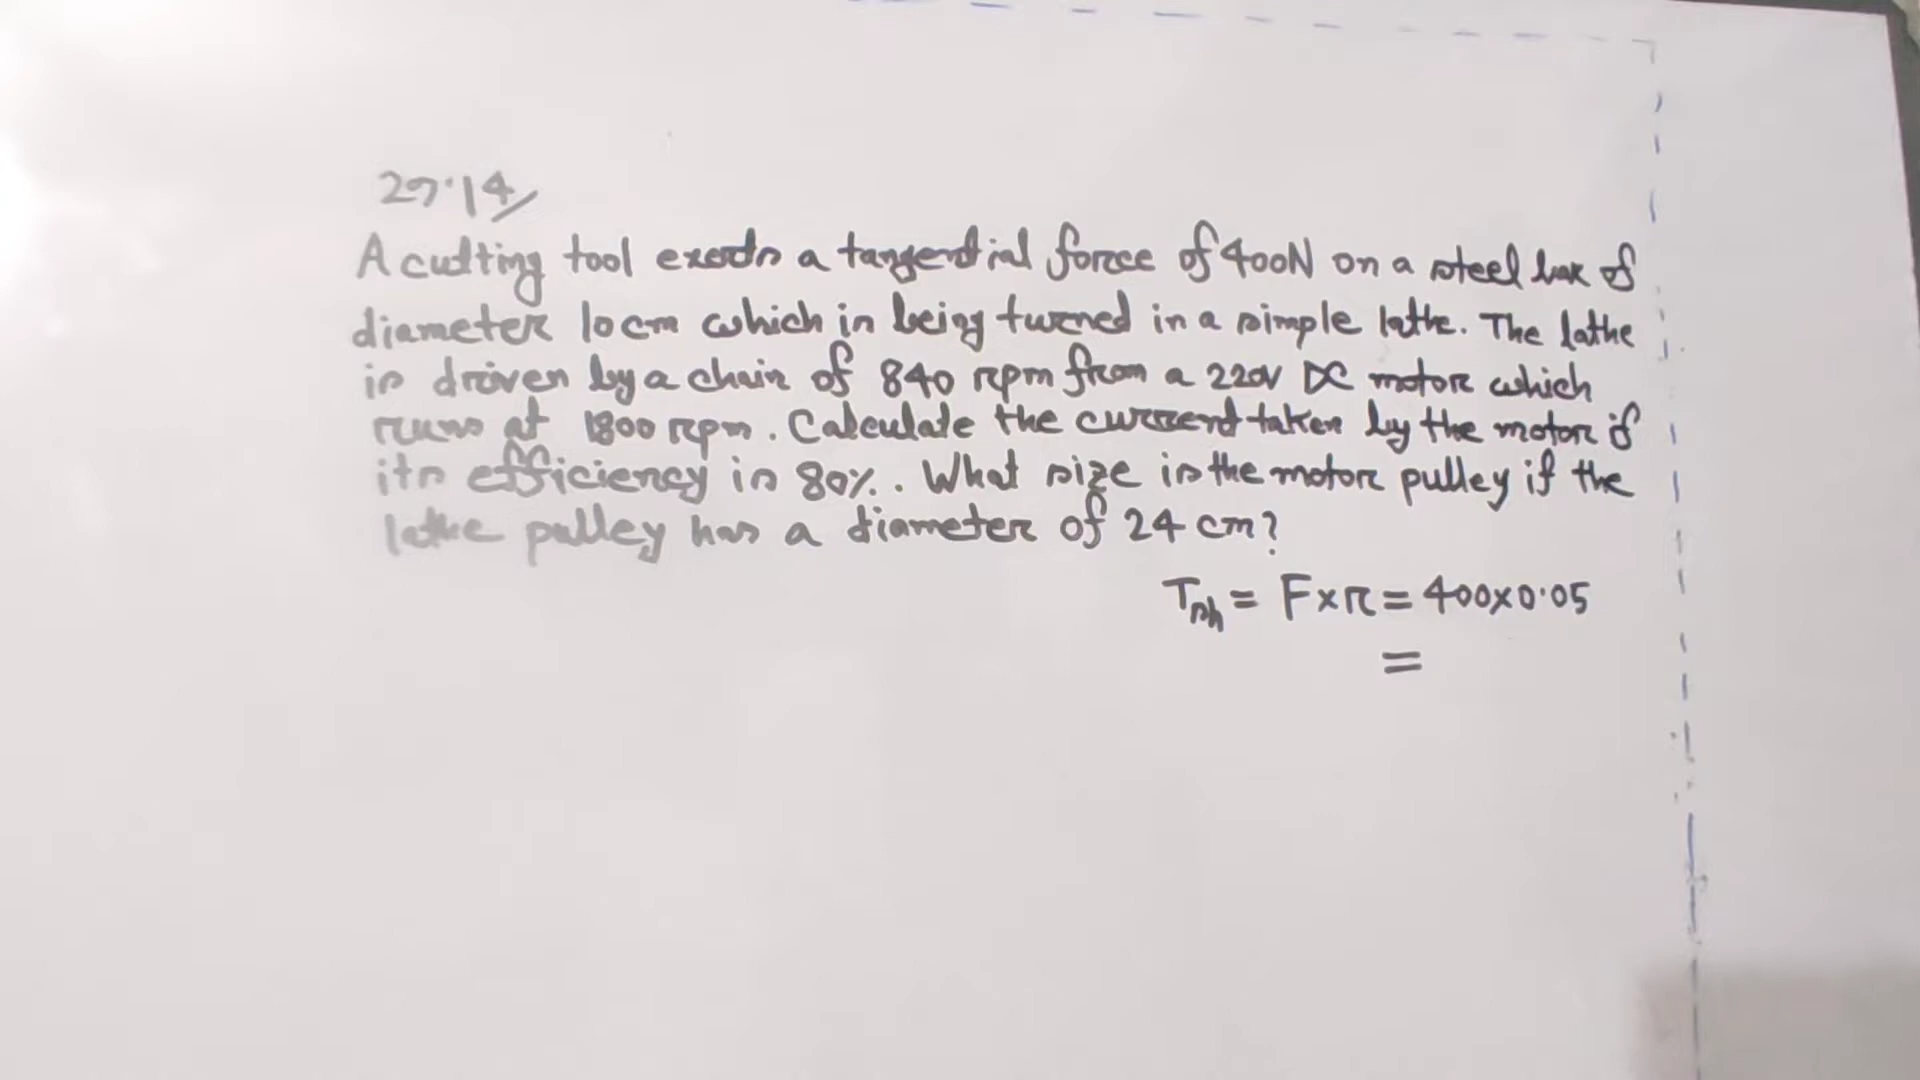 29.14/
A cutting tool exerts a tangential force of 400N on a steel bar of
diameter 10cm which is being turned in a simple lathe. The lathe
is driven by a chain of 840 rpm from a 220V DC motor which
runs at 1800 rpm. Calculate the current taken by the motor if
its efficiency is 80%. What size is the motor pulley if the
lathe pulley has a diameter of 24 cm?
Tsh = F×r = 400×0.05
=